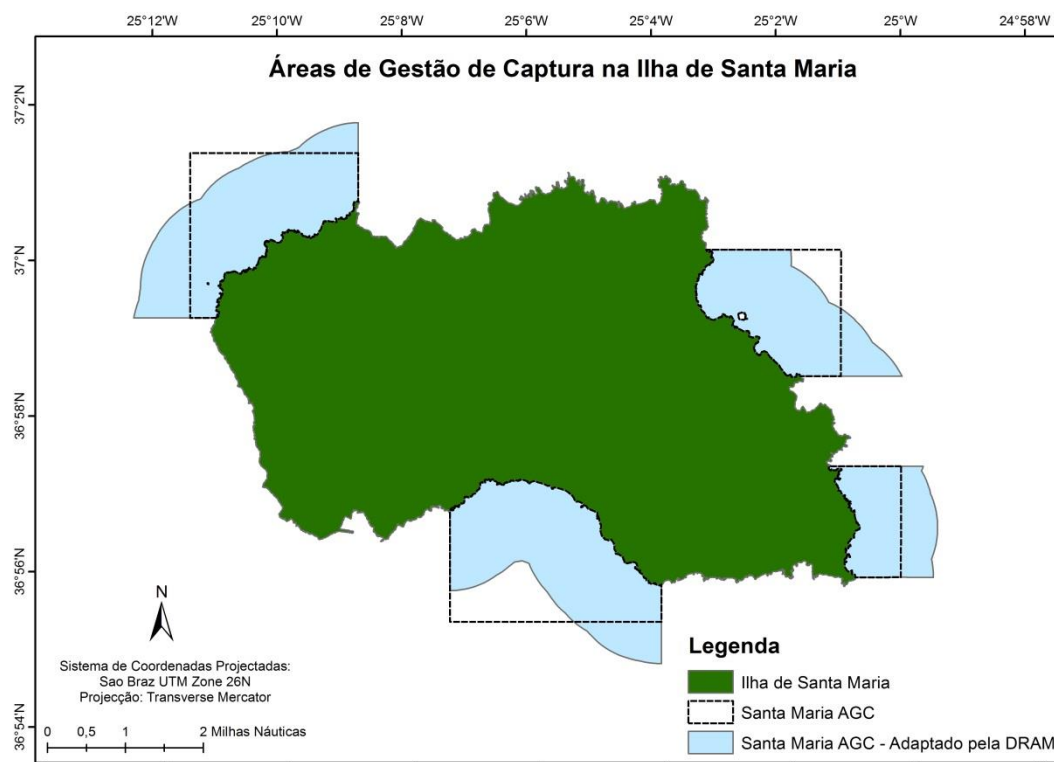 25°12'W 25°10'W 25°8'W 25°6'W 25°4'W 25°2'W 25°0'W 24°58'W
Áreas de Gestão de Captura na Ilha de Santa Maria
37°2'N
37°0'N
36°58'N
36°56'N
36°54'N
N
Sistema de Coordenadas Projectadas:
Sao Braz UTM Zone 26N
Projecção: Transverse Mercator
0 0,5 1 2 Milhas Náuticas
Legenda
Ilha de Santa Maria
Santa Maria AGC
Santa Maria AGC - Adaptado pela DRAM